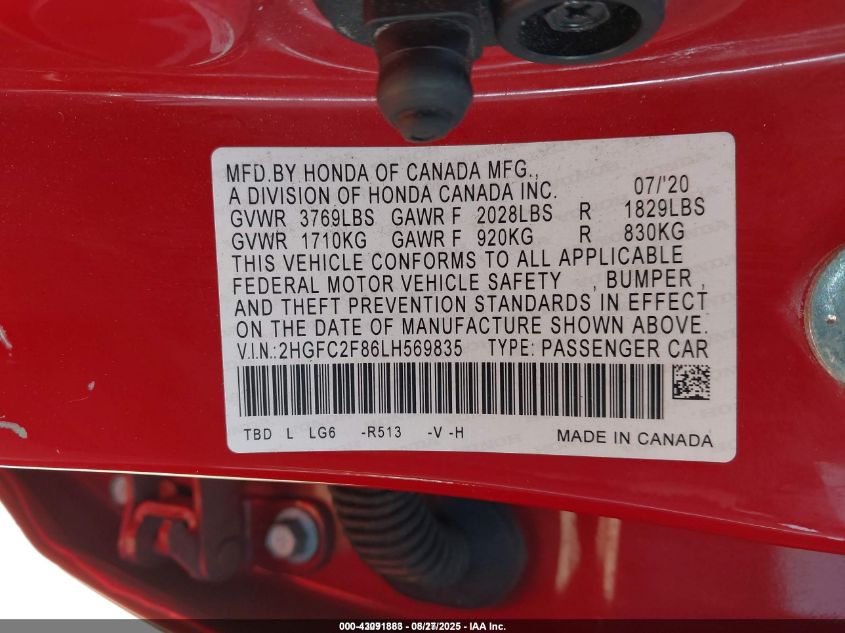 MFD.BY HONDA OF CANADA MFG.,
A DIVISION OF HONDA CANADA INC. 07/'20
GVWR 3769LBS GAWR F 2028LBS R 1829LBS
GVWR 1710KG GAWR F 920KG R 830KG
THIS VEHICLE CONFORMS TO ALL APPLICABLE
FEDERAL MOTOR VEHICLE SAFETY , BUMPER ,
AND THEFT PREVENTION STANDARDS IN EFFECT
ON THE DATE OF MANUFACTURE SHOWN ABOVE.
V.I.N.:2HGFC2F86LH569835 TYPE: PASSENGER CAR
TBD L LG6 -R513 -V -H MADE IN CANADA
IAA Inc.